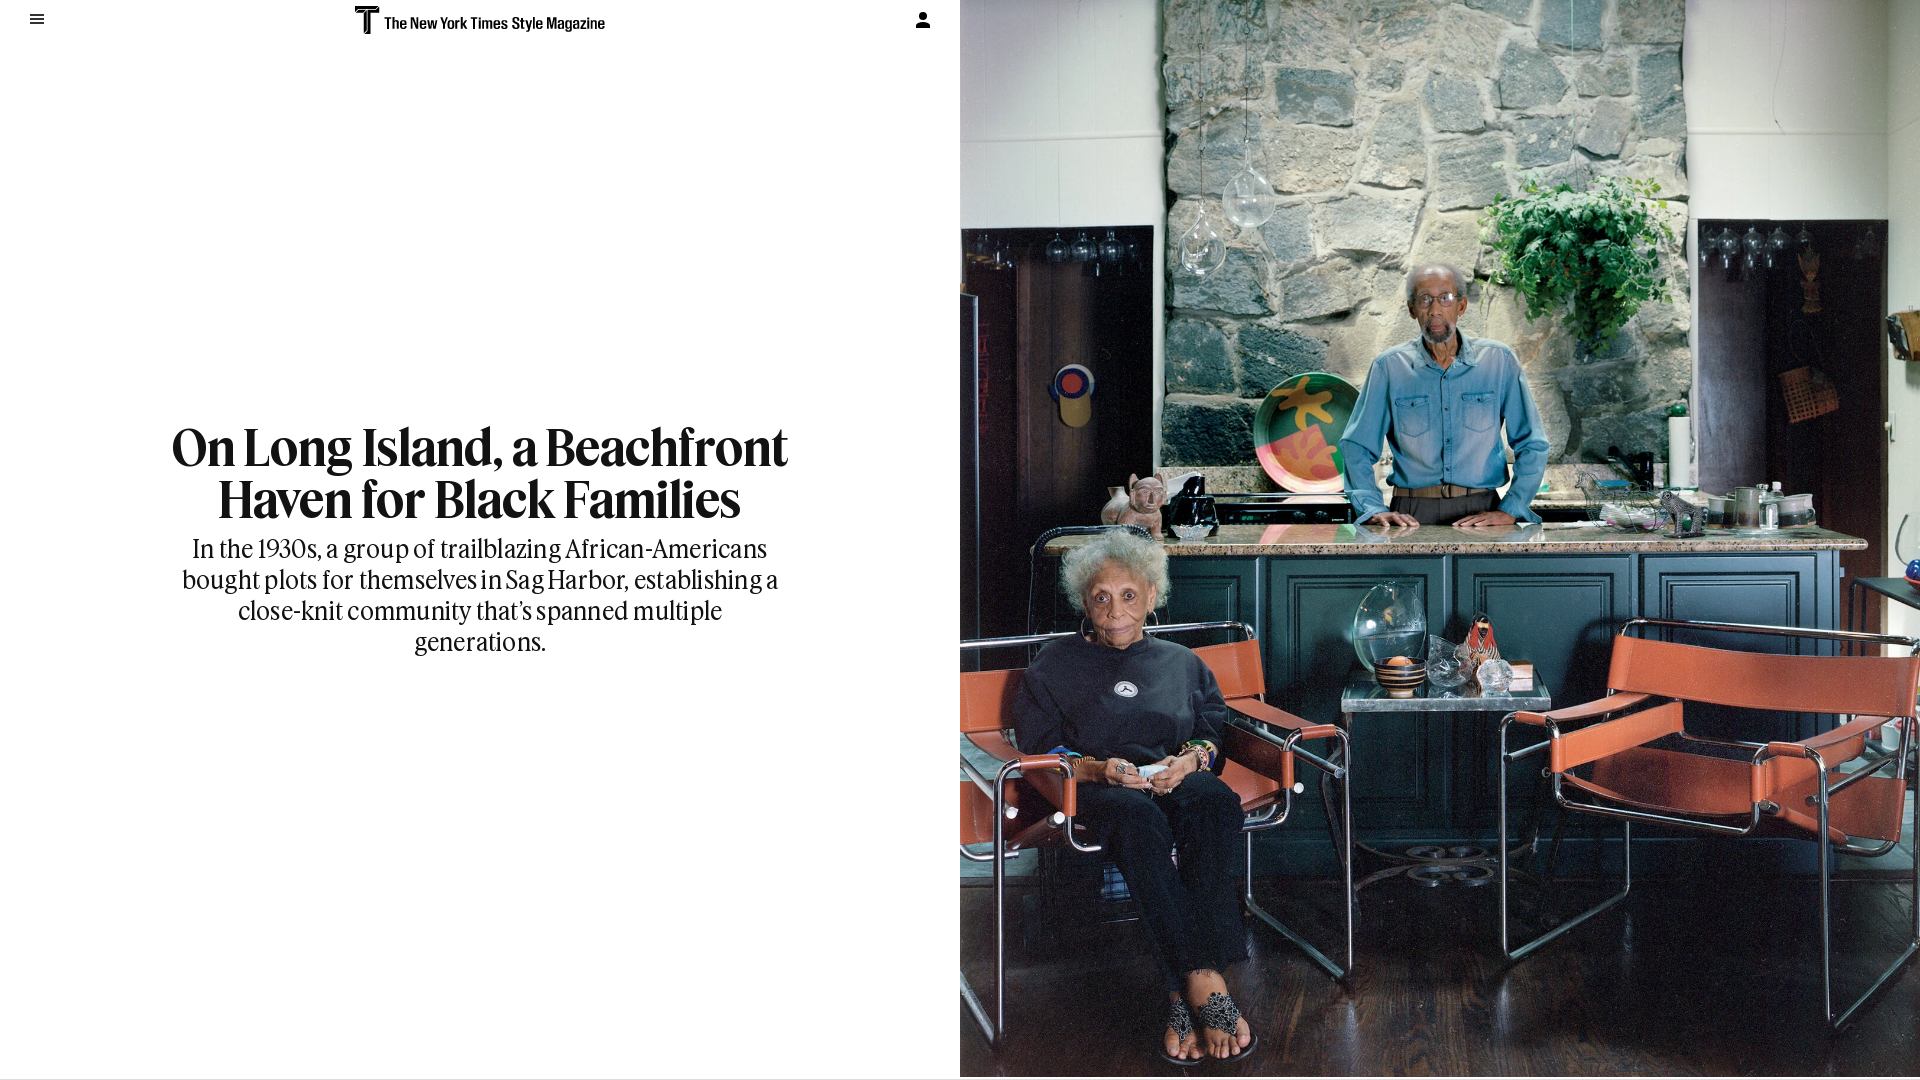 The New York Times Style Magazine
On Long Island, a Beachfront
Haven for Black Families
In the 1930s, a group of trailblazing African-Americans
bought plots for themselves in Sag Harbor, establishing a
close-knit community that’s spanned multiple
generations.